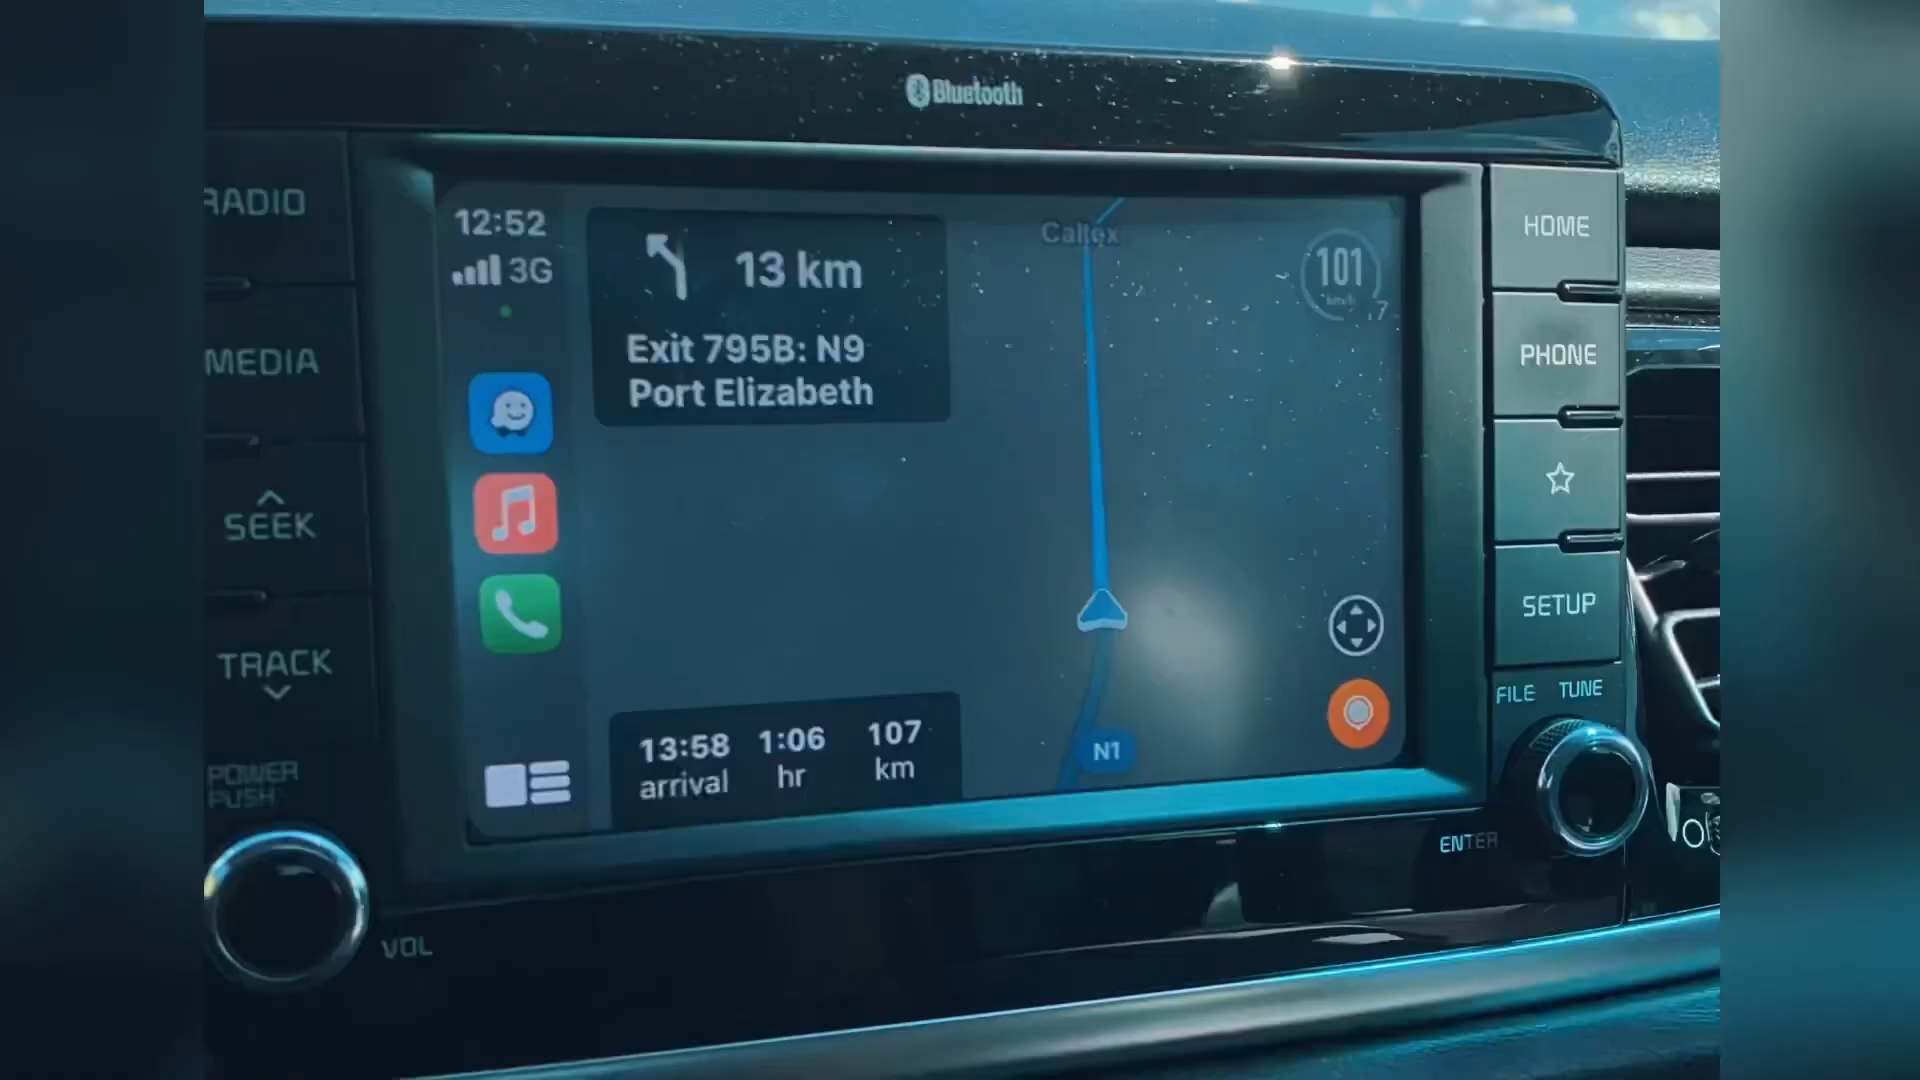 Bluetooth
RADIO
MEDIA
SEEK
TRACK
POWER
PUSH
VOL
12:52
3G
13 km
Exit 795B: N9
Port Elizabeth
Caltex
101
km/h
13:58 1:06 107
arrival hr km
N1
HOME
PHONE
SETUP
FILE TUNE
ENTER